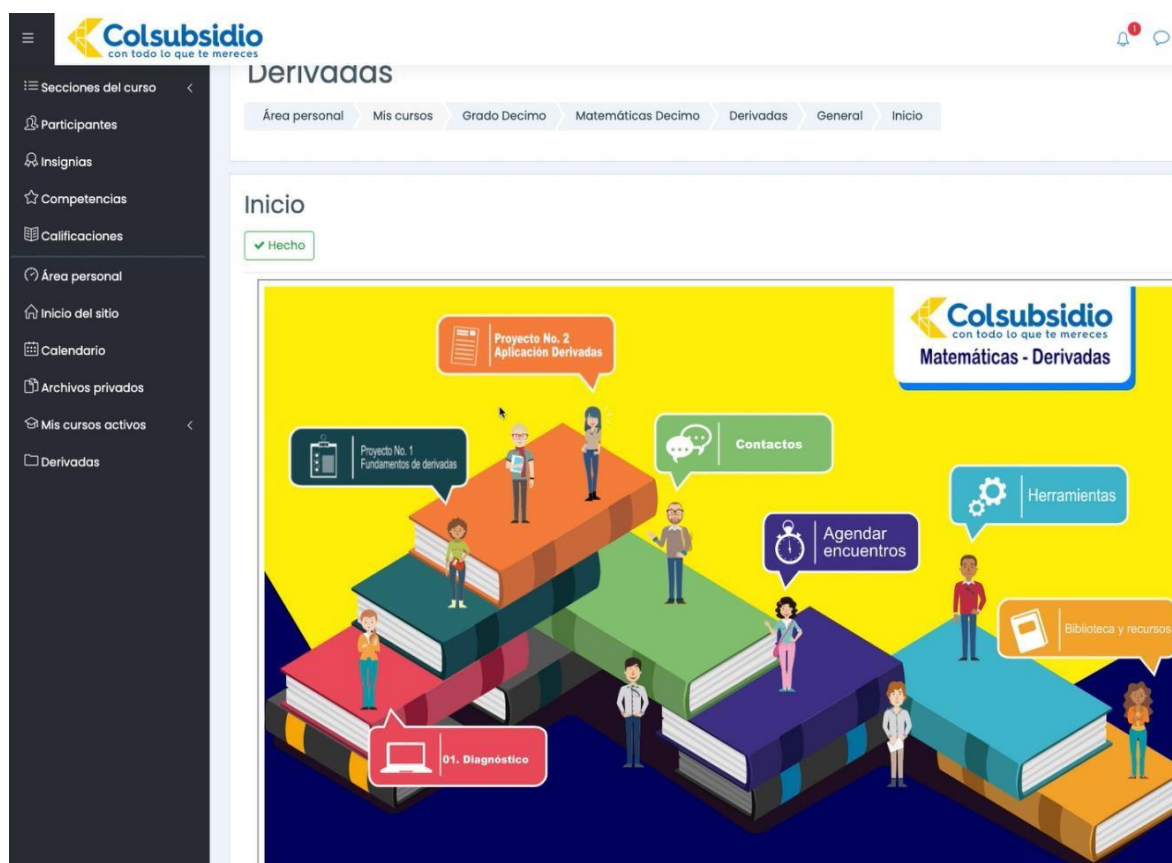 Colsubsidio
con todo lo que te mereces
1
Secciones del curso
Participantes
Insignias
Competencias
Calificaciones
Área personal
Inicio del sitio
Calendario
Archivos privados
Mis cursos activos
Derivadas
Derivadas
Área personal
Mis cursos
Grado Decimo
Matemáticas Decimo
Derivadas
General
Inicio
Inicio
Hecho
Colsubsidio
con todo lo que te mereces
Matemáticas - Derivadas
Proyecto No. 2
Aplicación Derivadas
Proyecto No. 1
Fundamentos de derivadas
Contactos
Herramientas
Agendar
encuentros
Biblioteca y recursos
01. Diagnóstico